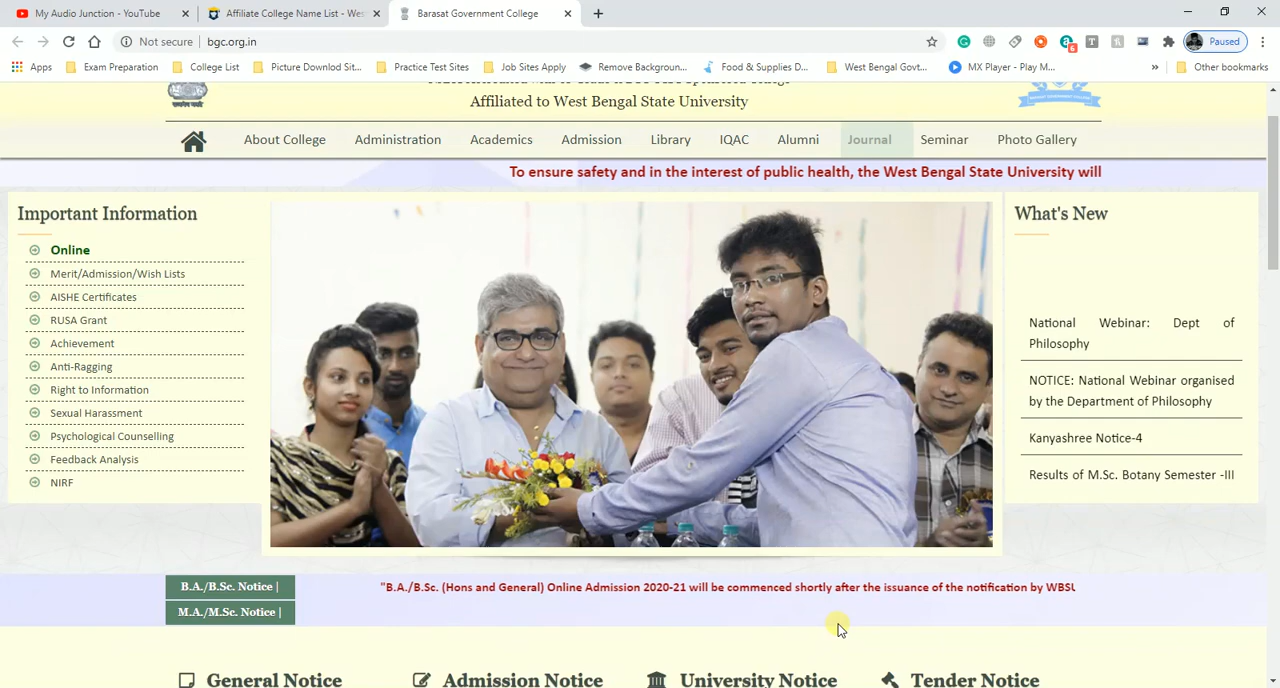 My Audio Junction - YouTube
Affiliate College Name List - Wes
Barasat Government College
Not secure
bgc.org.in
6
T
Paused
Apps
Exam Preparation
College List
Picture Downlod Sit...
Practice Test Sites
Job Sites Apply
Remove Backgroun...
Food & Supplies D...
West Bengal Govt...
MX Player - Play M...
Other bookmarks
Affiliated to West Bengal State University
About College
Administration
Academics
Admission
Library
IQAC
Alumni
Journal
Seminar
Photo Gallery
To ensure safety and in the interest of public health, the West Bengal State University will
Important Information
Online
Merit/Admission/Wish Lists
AISHE Certificates
RUSA Grant
Achievement
Anti-Ragging
Right to Information
Sexual Harassment
Psychological Counselling
Feedback Analysis
NIRF
What's New
National Webinar: Dept of
Philosophy
NOTICE: National Webinar organised
by the Department of Philosophy
Kanyashree Notice-4
Results of M.Sc. Botany Semester -III
B.A./B.Sc. Notice |
"B.A./B.Sc. (Hons and General) Online Admission 2020-21 will be commenced shortly after the issuance of the notification by WBSU
M.A./M.Sc. Notice |
General Notice
Admission Notice
University Notice
Tender Notice